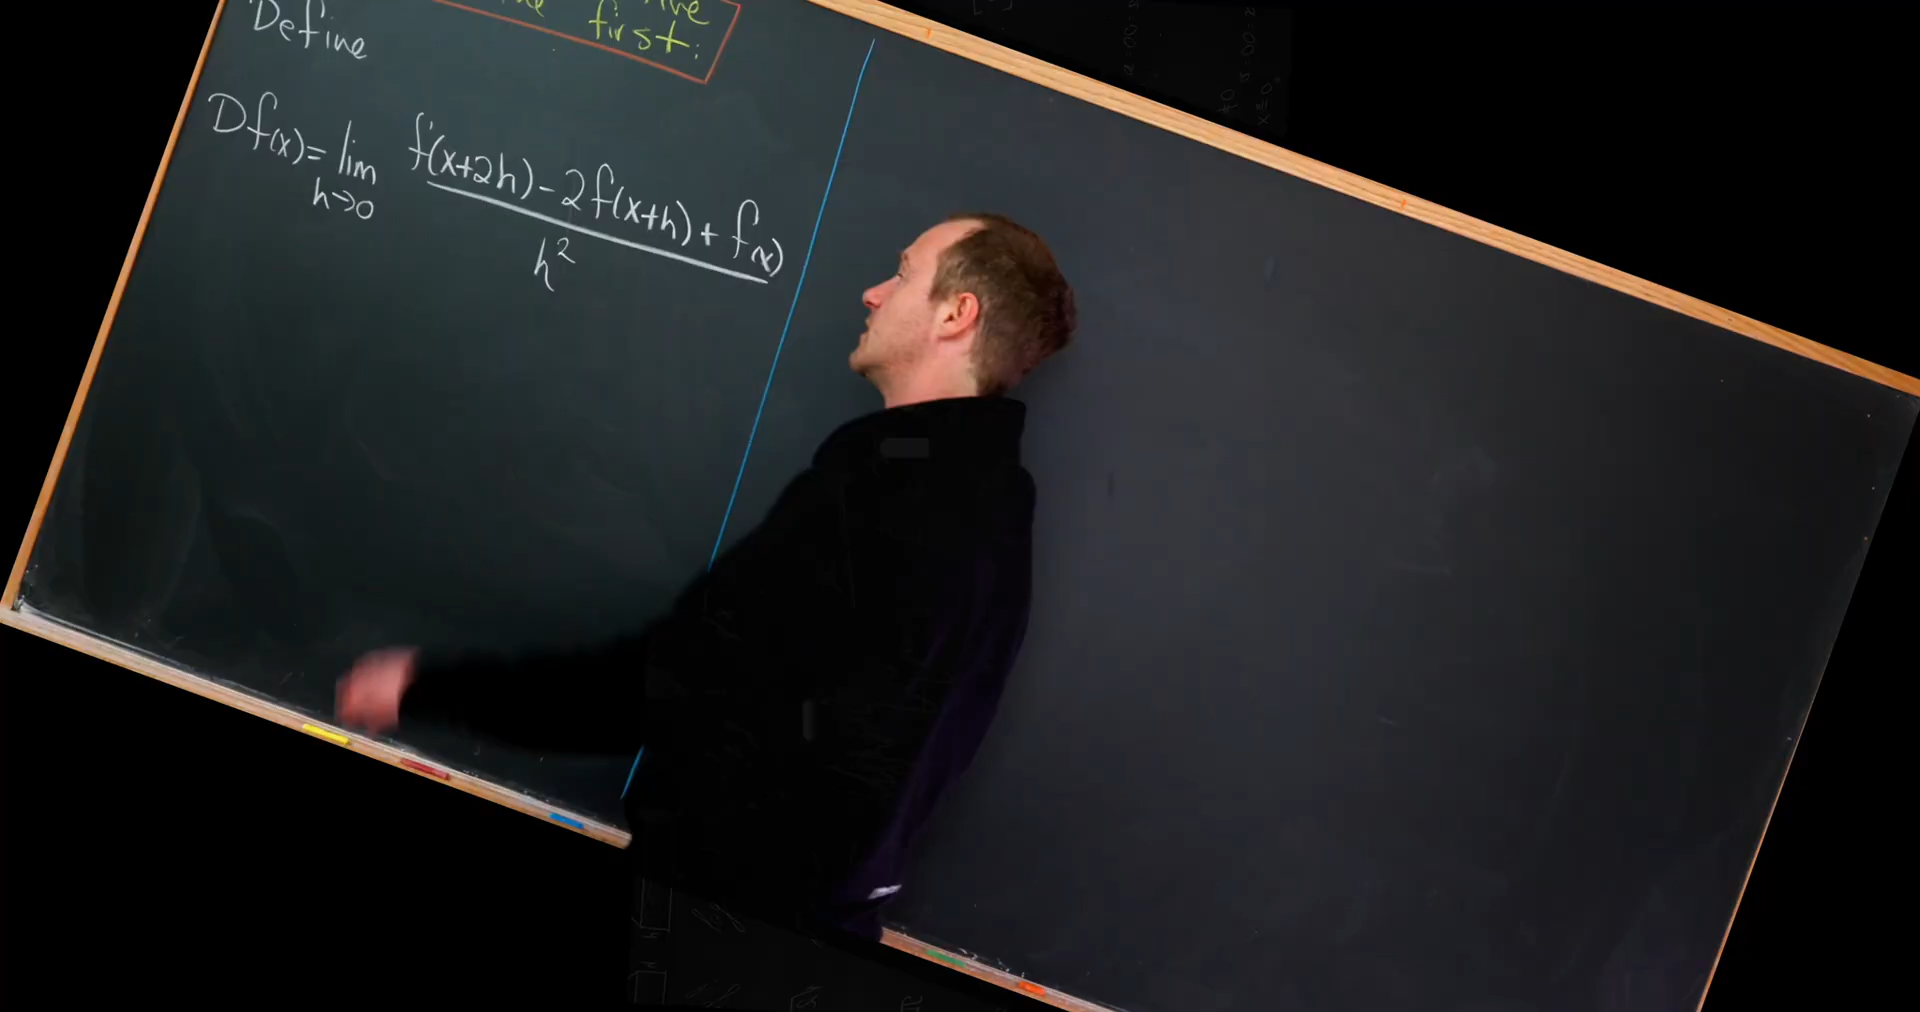 first:
Define
Df(x) = lim h→0 f(x+2h) - 2f(x+h) + f(x) / h²